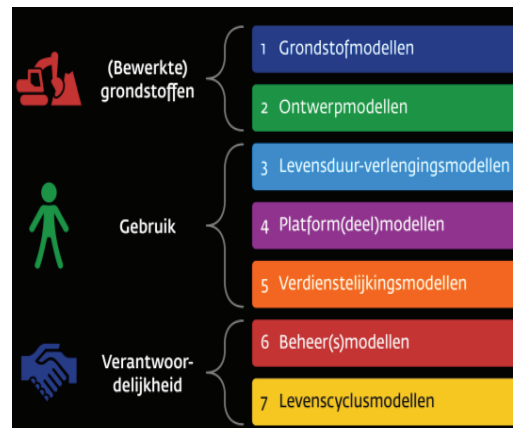 (Bewerkte)
grondstoffen
1 Grondstofmodellen
2 Ontwerpmodellen
Gebruik
3 Levensduur-verlengingsmodellen
4 Platform(deel)modellen
5 Verdienstelijkingsmodellen
Verantwoor-
delijkheid
6 Beheer(s)modellen
7 Levenscyclusmodellen